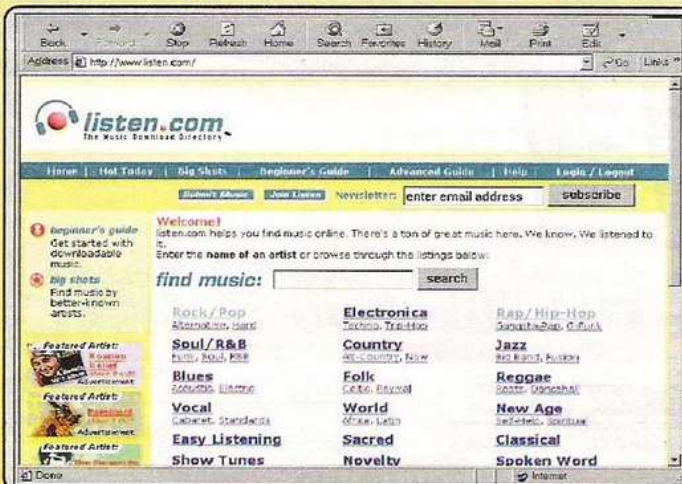 Back Forward Stop Refresh Home Search Favorites History Mail Print Edit
Address http://www.listen.com/ Go Links »
listen.com
The Music Download Directory
Home | Hot Today | Big Shots | Beginner's Guide | Advanced Guide | Help | Login / Logout
Submit Music Join Listen Newsletter: enter email address subscribe
beginner's guide
Get started with
downloadable
music.
big shots
Find music by
better-known
artists.
Featured Artist:
Advertisement
Featured Artist:
Advertisement
Featured Artist:
Welcome!
listen.com helps you find music online. There's a ton of great music here. We know. We listened to
it.
Enter the name of an artist or browse through the listings below:
find music: search
Rock/Pop Electronica Rap/Hip-Hop
Alternative, Hard Techno, Trip-Hop Gangsta-Rap, G-Funk
Soul/R&B Country Jazz
Funk, Soul, R&B Alt-Country, Now Big Band, Fusion
Blues Folk Reggae
Acoustic, Electric Celtic, Revival Roots, Dancehall
Vocal World New Age
Cabaret, Standards Africa, Latin Self-Help, Spiritual
Easy Listening Sacred Classical
Show Tunes Novelty Spoken Word
Done Internet